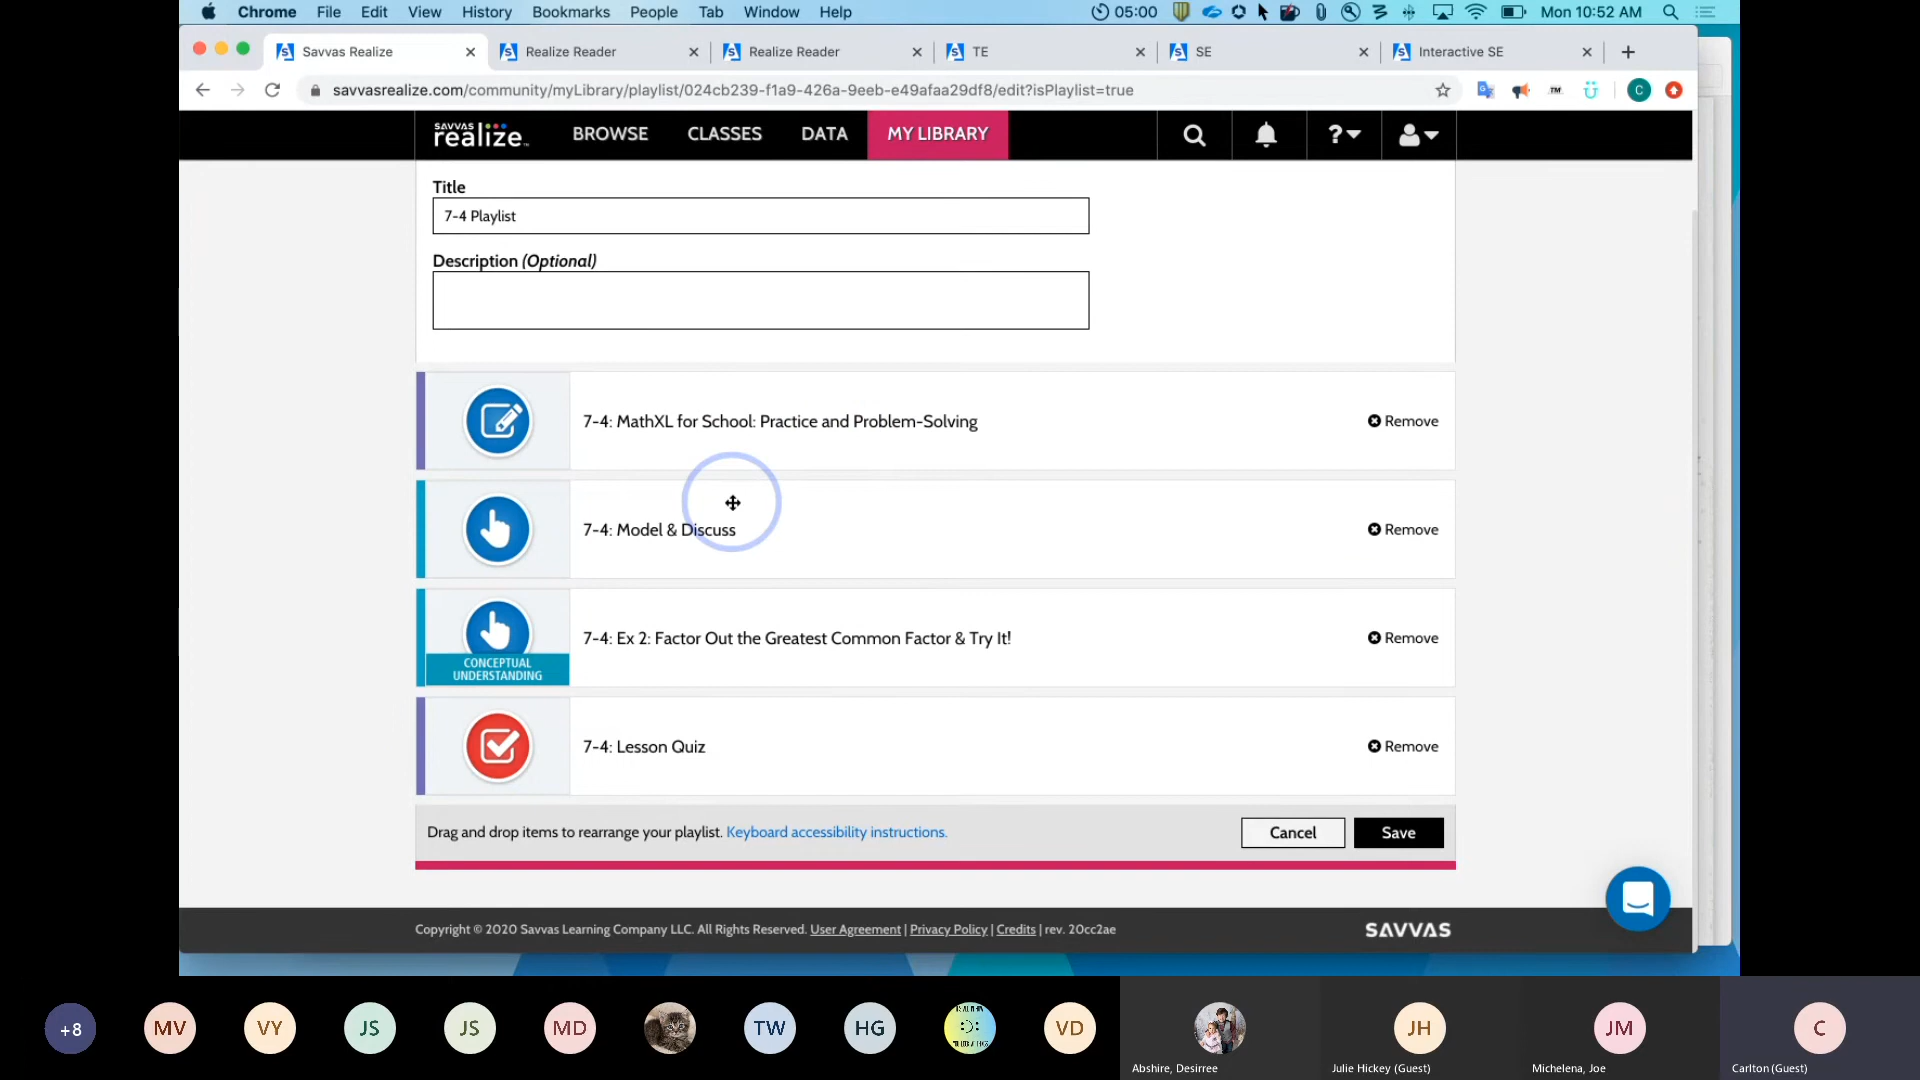 Chrome File Edit View History Bookmarks People Tab Window Help 05:00 Mon 10:52 AM
Savvas Realize Realize Reader Realize Reader TE SE Interactive SE
savvasrealize.com/community/myLibrary/playlist/024cb239-f1a9-426a-9eeb-e49afaa29df8/edit?isPlaylist=true
SAVVAS
realize BROWSE CLASSES DATA MY LIBRARY ?
Title
7-4 Playlist
Description (Optional)
7-4: MathXL for School: Practice and Problem-Solving Remove
7-4: Model & Discuss Remove
7-4: Ex 2: Factor Out the Greatest Common Factor & Try It! Remove
CONCEPTUAL
UNDERSTANDING
7-4: Lesson Quiz Remove
Drag and drop items to rearrange your playlist. Keyboard accessibility instructions. Cancel Save
Copyright © 2020 Savvas Learning Company LLC. All Rights Reserved. User Agreement | Privacy Policy | Credits | rev. 20cc2ae SAVVAS
+8 MV VY JS JS MD TW HG VD JH JM C
Abshire, Desirree Julie Hickey (Guest) Michelena, Joe Carlton (Guest)